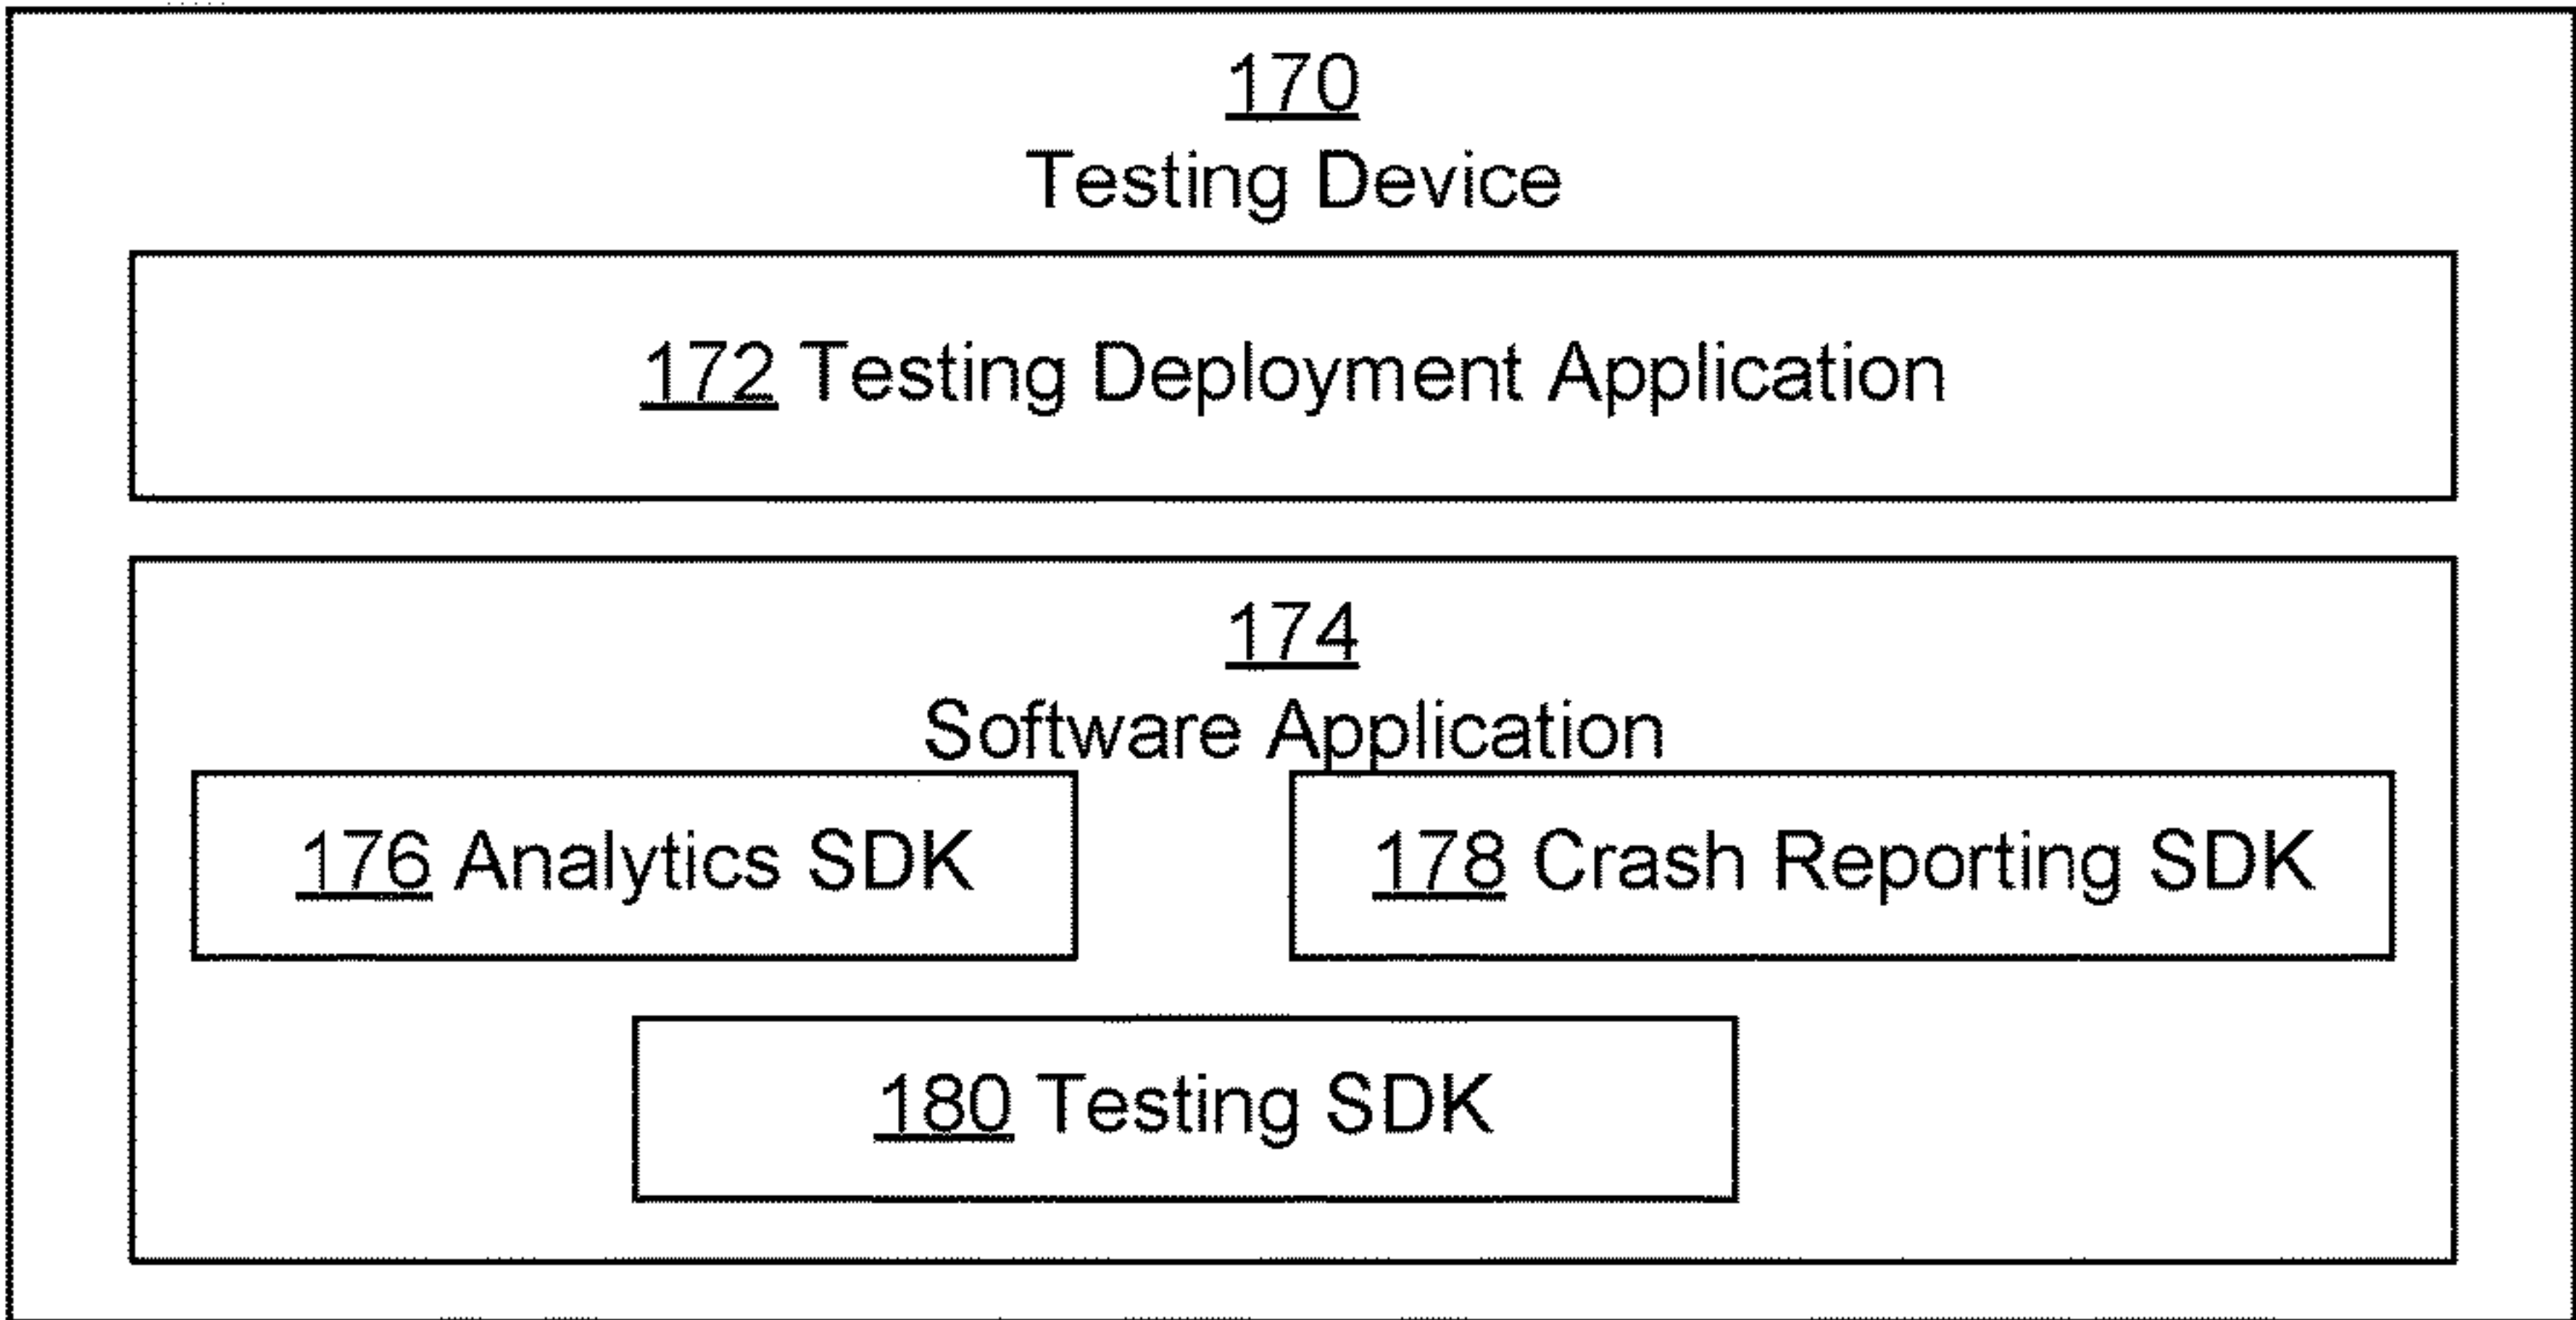 170
Testing Device
172 Testing Deployment Application
174
Software Application
176 Analytics SDK
178 Crash Reporting SDK
180 Testing SDK